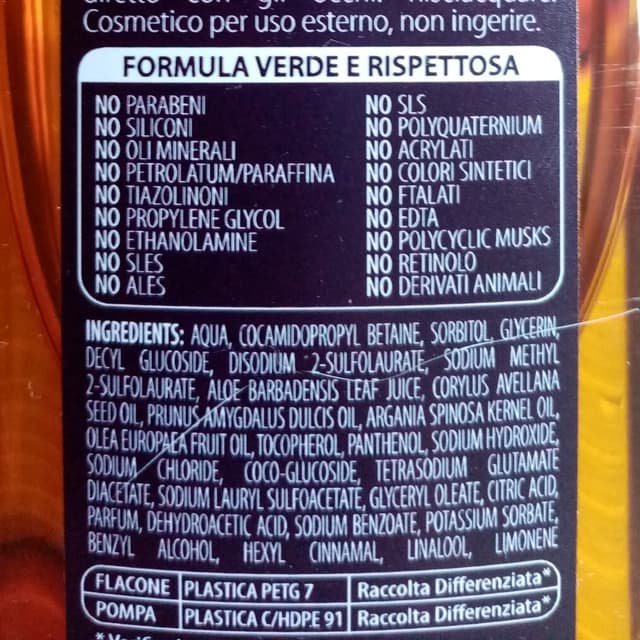 Cosmetico per uso esterno, non ingerire.
FORMULA VERDE E RISPETTOSA
NO PARABENI
NO SILICONI
NO OLI MINERALI
NO PETROLATUM/PARAFFINA
NO TIAZOLINONI
NO PROPYLENE GLYCOL
NO ETHANOLAMINE
NO SLES
NO ALES
NO SLS
NO POLYQUATERNIUM
NO ACRYLATI
NO COLORI SINTETICI
NO FTALATI
NO EDTA
NO POLYCYCLIC MUSKS
NO RETINOLO
NO DERIVATI ANIMALI
INGREDIENTS: AQUA, COCAMIDOPROPYL BETAINE, SORBITOL, GLYCERIN,
DECYL GLUCOSIDE, DISODIUM 2-SULFOLAURATE, SODIUM METHYL
2-SULFOLAURATE, ALOE BARBADENSIS LEAF JUICE, CORYLUS AVELLANA
SEED OIL, PRUNUS AMYGDALUS DULCIS OIL, ARGANIA SPINOSA KERNEL OIL,
OLEA EUROPAEA FRUIT OIL, TOCOPHEROL, PANTHENOL, SODIUM HYDROXIDE,
SODIUM CHLORIDE, COCO-GLUCOSIDE, TETRASODIUM GLUTAMATE
DIACETATE, SODIUM LAURYL SULFOACETATE, GLYCERYL OLEATE, CITRIC ACID,
PARFUM, DEHYDROACETIC ACID, SODIUM BENZOATE, POTASSIUM SORBATE,
BENZYL ALCOHOL, HEXYL CINNAMAL, LINALOOL, LIMONENE
FLACONE PLASTICA PETG 7 Raccolta Differenziata*
POMPA PLASTICA C/HDPE 91 Raccolta Differenziata*